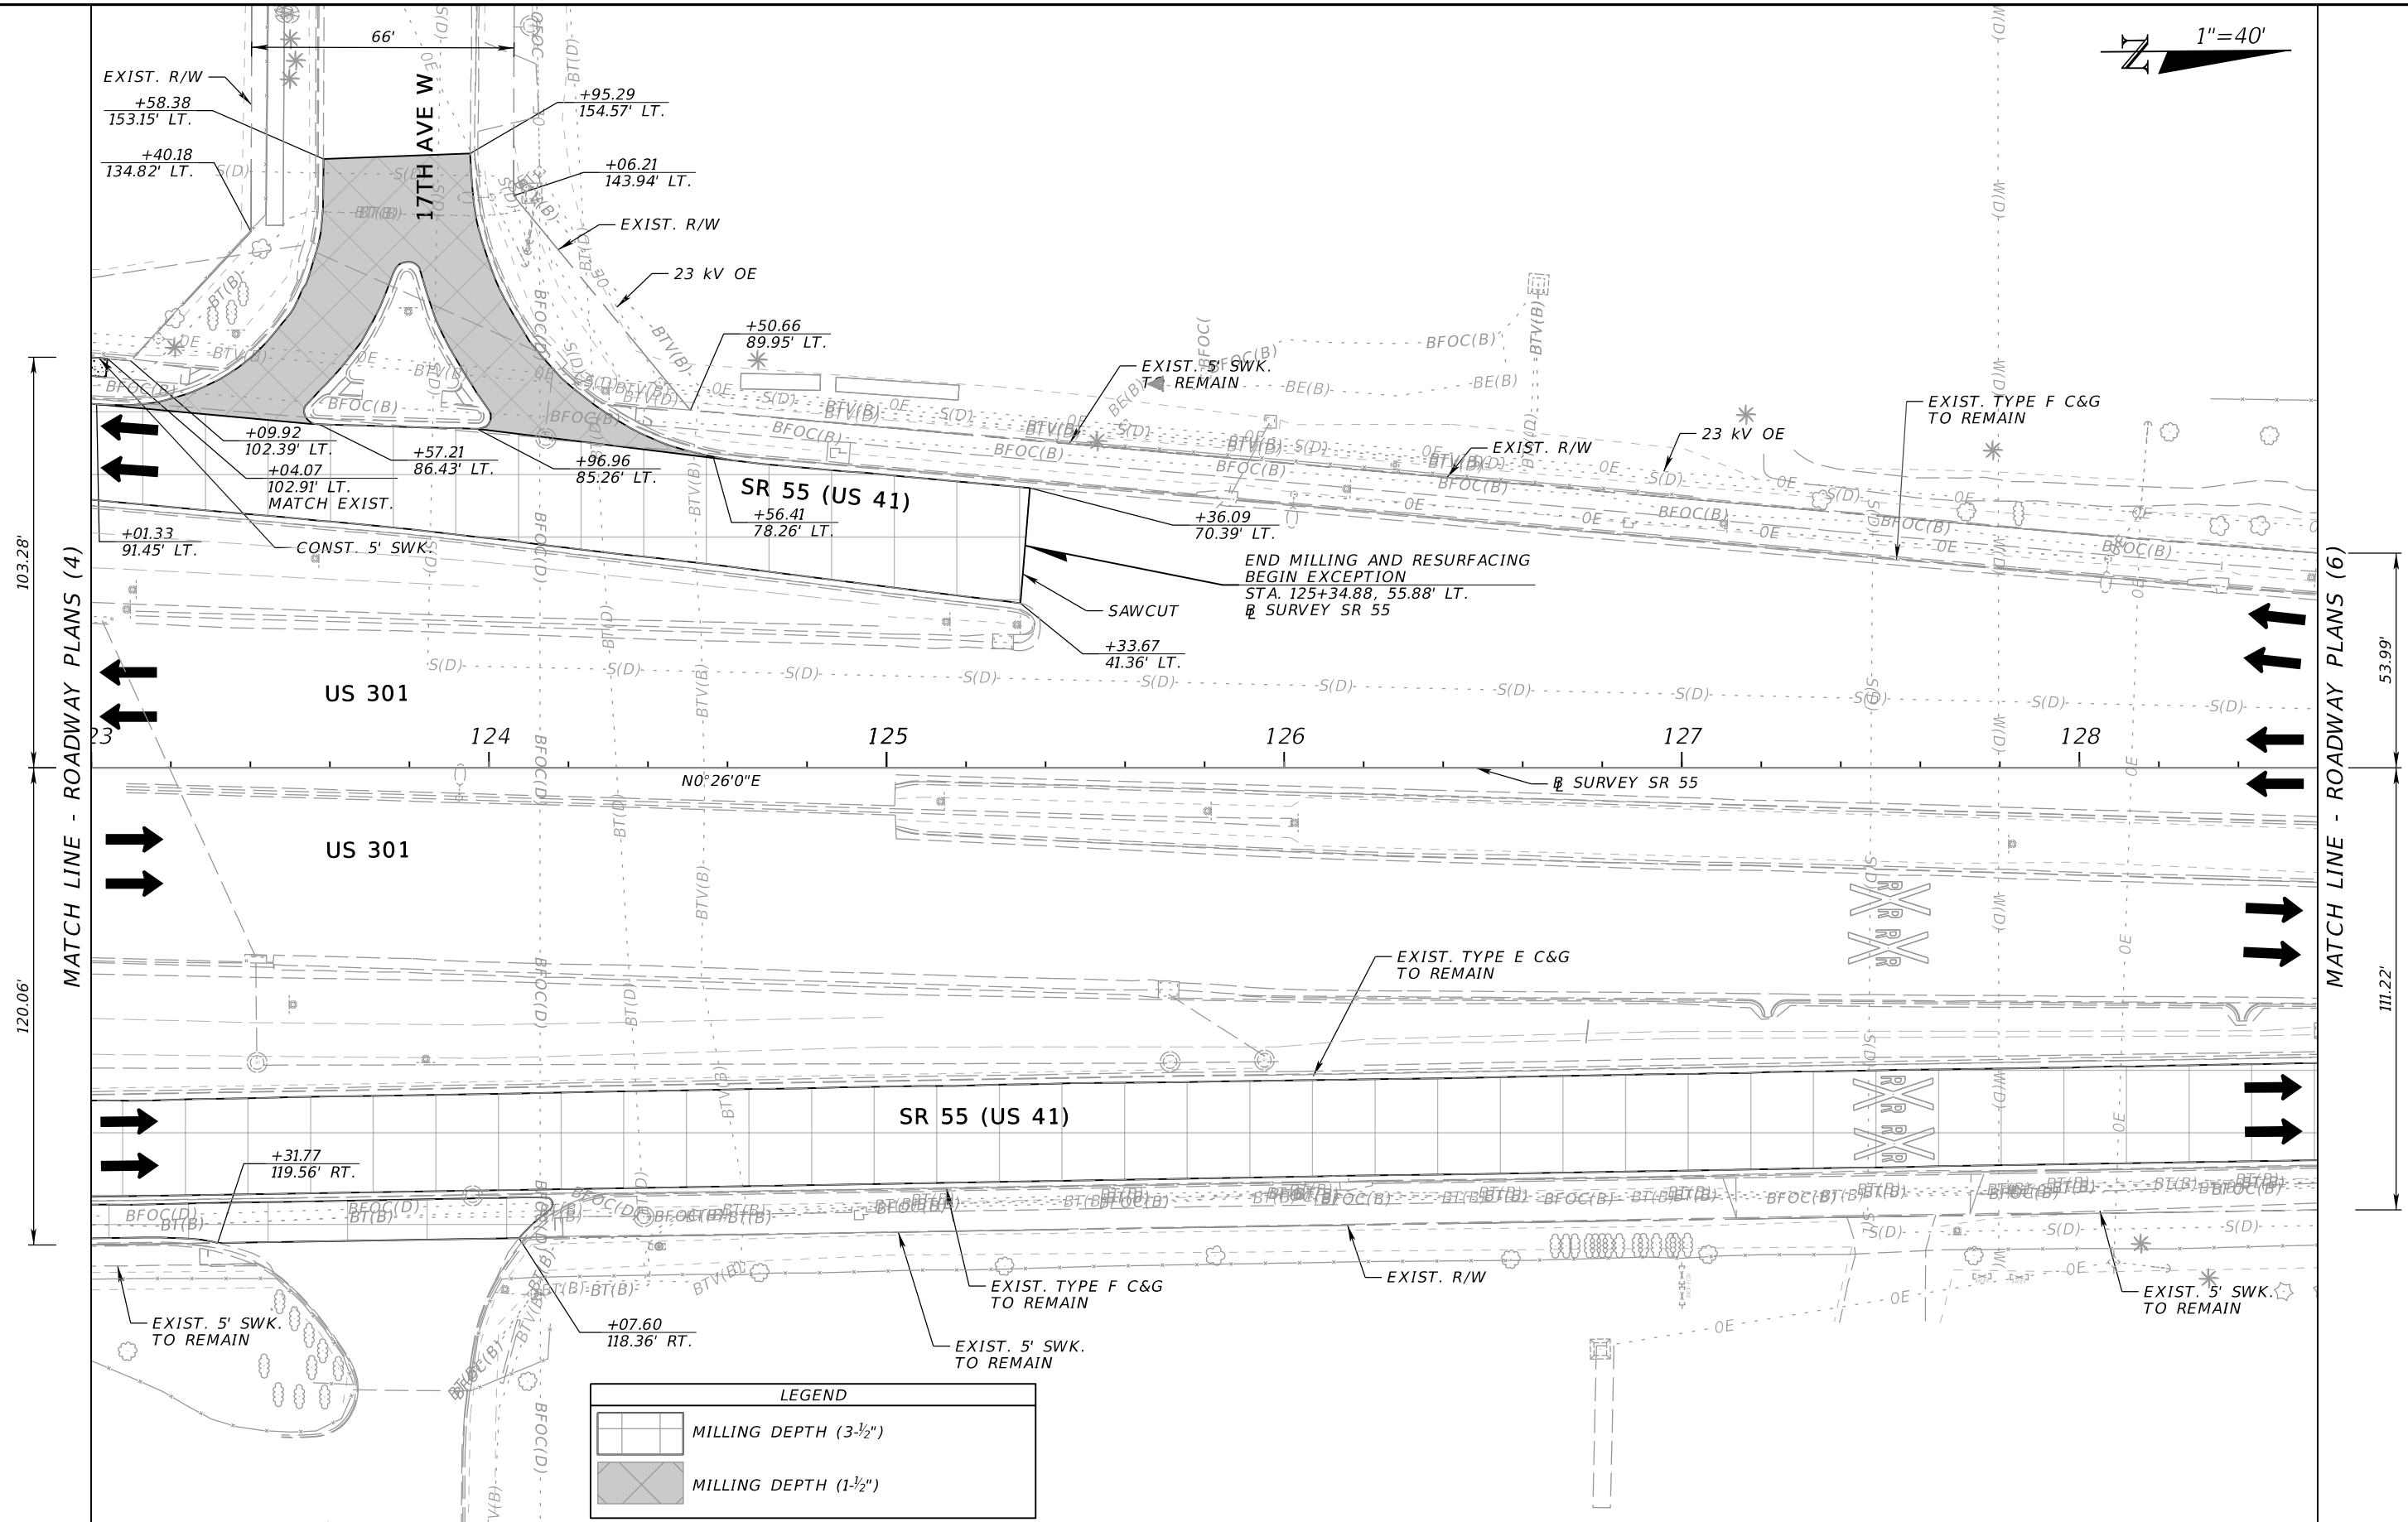 66'
1"=40'
N
EXIST. R/W
+58.38
153.15' LT.
+40.18
134.82' LT.
17TH AVE W
+95.29
154.57' LT.
+06.21
143.94' LT.
EXIST. R/W
23 kV OE
+50.66
89.95' LT.
EXIST. 5' SWK.
TO REMAIN
EXIST. R/W
23 kV OE
EXIST. TYPE F C&G
TO REMAIN
+09.92
102.39' LT.
+04.07
102.91' LT.
MATCH EXIST.
+57.21
86.43' LT.
+96.96
85.26' LT.
SR 55 (US 41)
+56.41
78.26' LT.
+36.09
70.39' LT.
+01.33
91.45' LT.
CONST. 5' SWK.
END MILLING AND RESURFACING
BEGIN EXCEPTION
STA. 125+34.88, 55.88' LT.
BL SURVEY SR 55
SAWCUT
+33.67
41.36' LT.
103.28'
MATCH LINE - ROADWAY PLANS (4)
120.06'
MATCH LINE - ROADWAY PLANS (6)
53.99'
111.22'
US 301
23
124
125
126
127
128
N0°26'0"E
BL SURVEY SR 55
US 301
EXIST. TYPE E C&G
TO REMAIN
SR 55 (US 41)
+31.77
119.56' RT.
EXIST. 5' SWK.
TO REMAIN
+07.60
118.36' RT.
EXIST. TYPE F C&G
TO REMAIN
EXIST. 5' SWK.
TO REMAIN
EXIST. R/W
EXIST. 5' SWK.
TO REMAIN
LEGEND
MILLING DEPTH (3-½")
MILLING DEPTH (1-½")
S(D)
BT(D)
W(D)
BFOC(D)
BFOC(B)
BTV(B)
BT(B)
BE(B)
OE